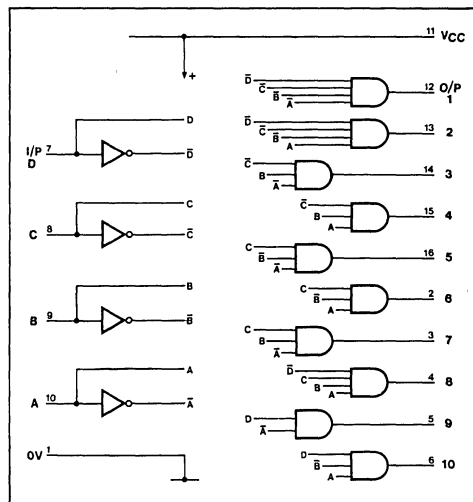 11 VCC
+
D̅ C̅ B̅ A̅ 12 O/P 1
D
I/P D 7 D̅
D̅ C̅ B̅ A 13 2
C̅ B A̅ 14 3
C
C 8 C̅
C̅ B A 15 4
C B̅ A̅ 16 5
B
B 9 B̅
C B̅ A 2 6
C B A̅ 3 7
A
A 10 A̅
D̅ C B A 4 8
D A̅ 5 9
OV 1
D B̅ A 6 10